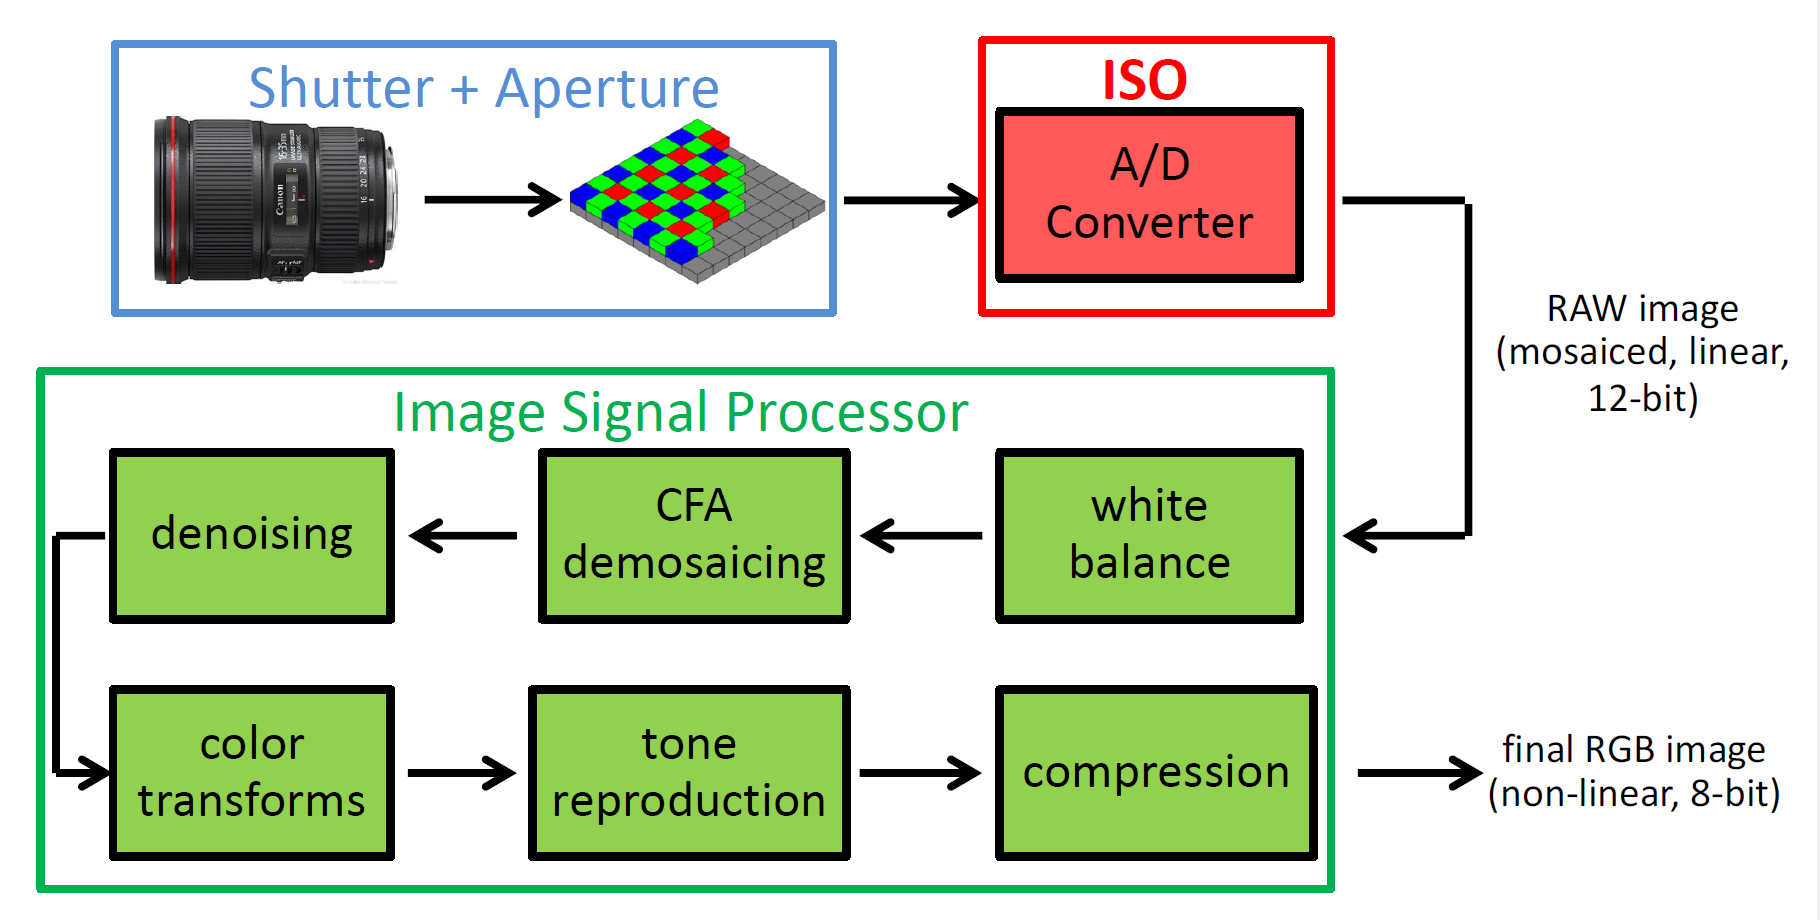 Shutter + Aperture
ISO
A/D
Converter
Canon
RAW image
(mosaiced, linear,
12-bit)
Image Signal Processor
denoising
CFA
demosaicing
white
balance
color
transforms
tone
reproduction
compression
final RGB image
(non-linear, 8-bit)